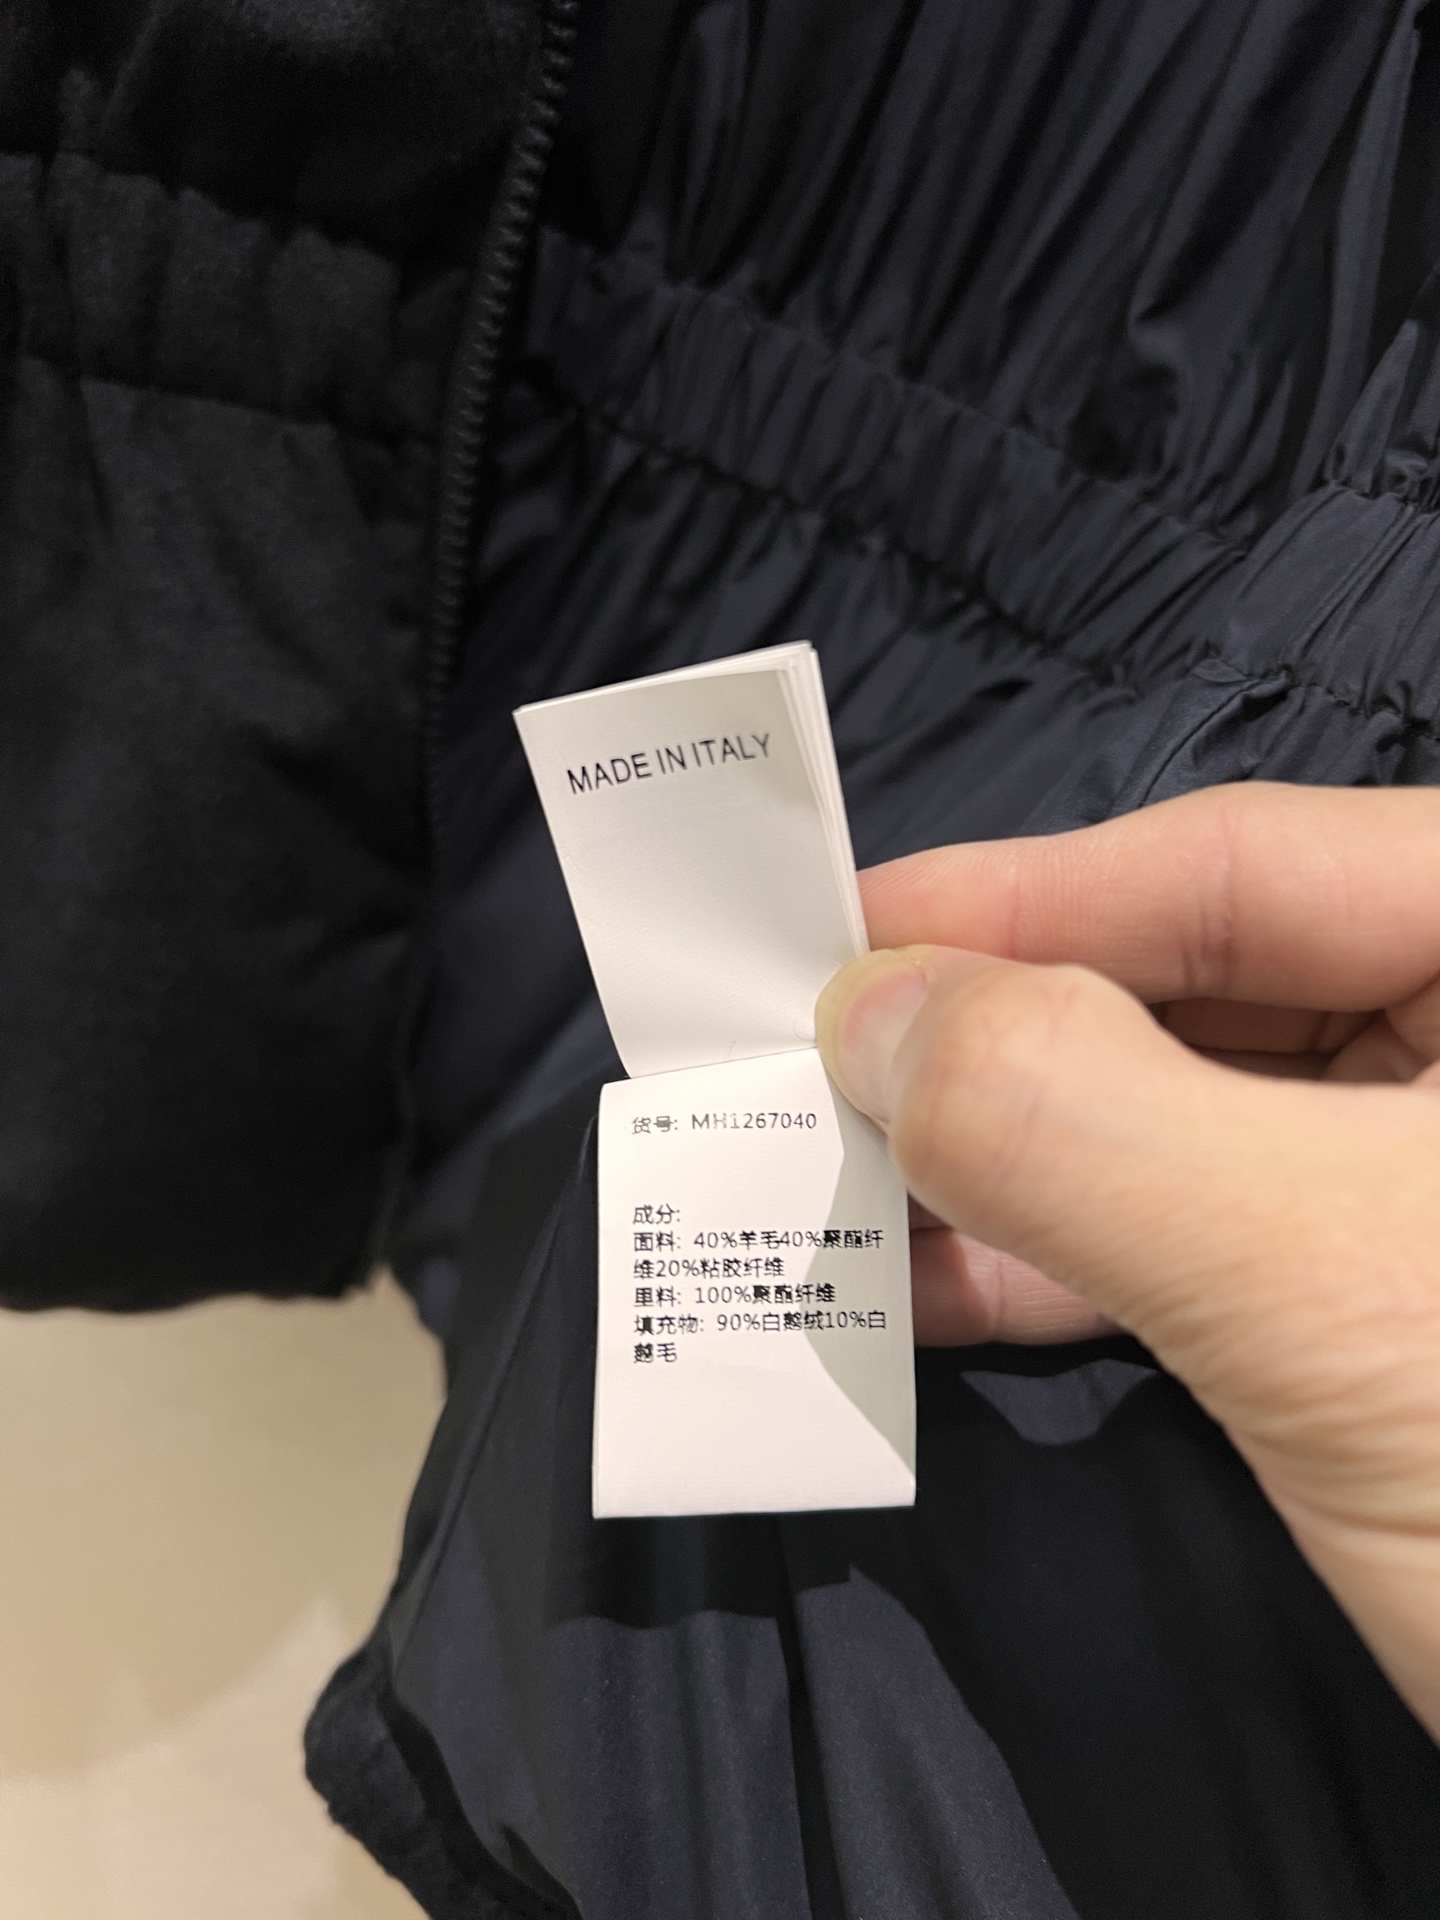 MADE IN ITALY
货号: MH1267040
成分:
面料: 40%羊毛40%聚酯纤
维20%粘胶纤维
里料: 100%聚酯纤维
填充物: 90%白鹅绒10%白
鹅毛